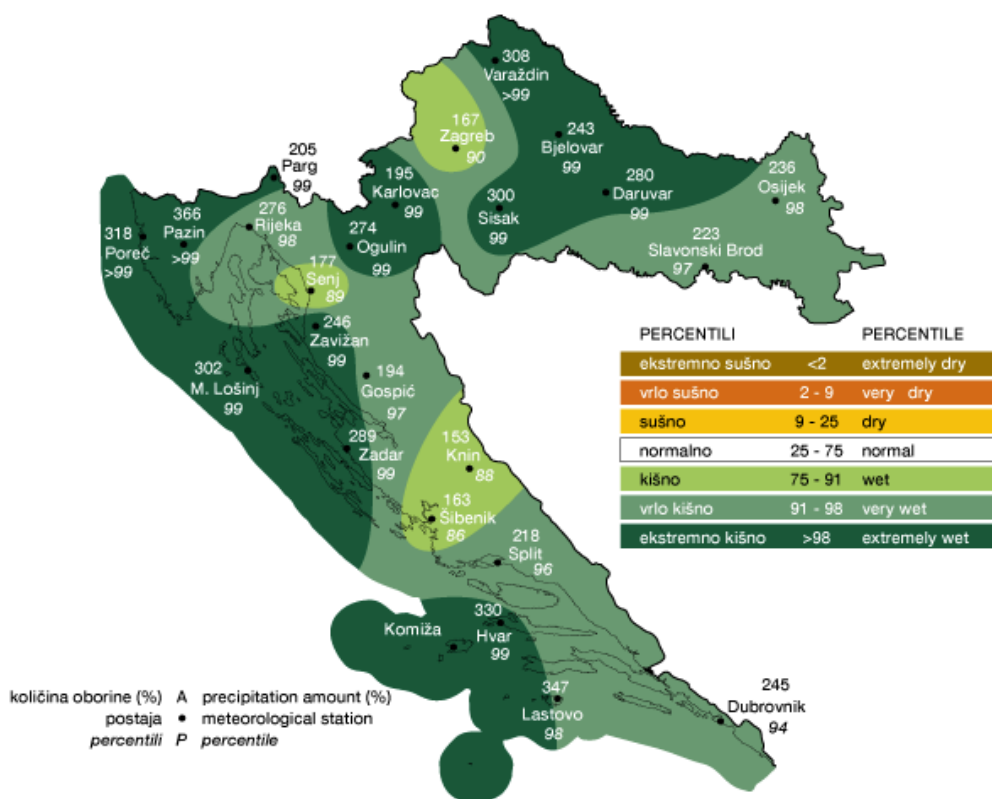 308
Varaždin
>99
167
Zagreb
90
243
Bjelovar
99
205
Parg
99
195
Karlovac
99
280
Daruvar
99
236
Osijek
98
300
Sisak
99
366
Pazin
>99
276
Rijeka
98
318
Poreč
>99
274
Ogulin
99
223
Slavonski Brod
97
177
Senj
89
246
Zavižan
99
302
M. Lošinj
99
194
Gospić
97
289
Zadar
99
153
Knin
88
163
Šibenik
86
218
Split
96
330
Hvar
99
Komiža
347
Lastovo
98
245
Dubrovnik
94
PERCENTILI PERCENTILE
ekstremno sušno <2 extremely dry
vrlo sušno 2 - 9 very dry
sušno 9 - 25 dry
normalno 25 - 75 normal
kišno 75 - 91 wet
vrlo kišno 91 - 98 very wet
ekstremno kišno >98 extremely wet
količina oborine (%) A precipitation amount (%)
postaja ● meteorological station
percentili P percentile